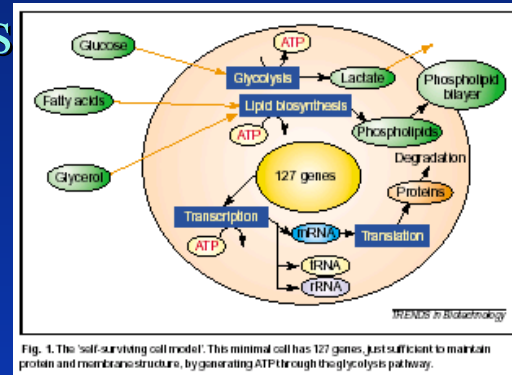 s
Glucose
ATP
Glycolysis
Lactate
Phospholipid
bilayer
Fatty acids
Lipid biosynthesis
ATP
Phospholipids
Degradation
Glycerol
127 genes
Proteins
Transcription
mRNA
Translation
ATP
tRNA
rRNA
TRENDS in Biotechnology
Fig. 1. The 'self-surviving cell model'. This minimal cell has 127 genes, just sufficient to maintain
protein and membrane structure, by generating ATP through the glycolysis pathway.